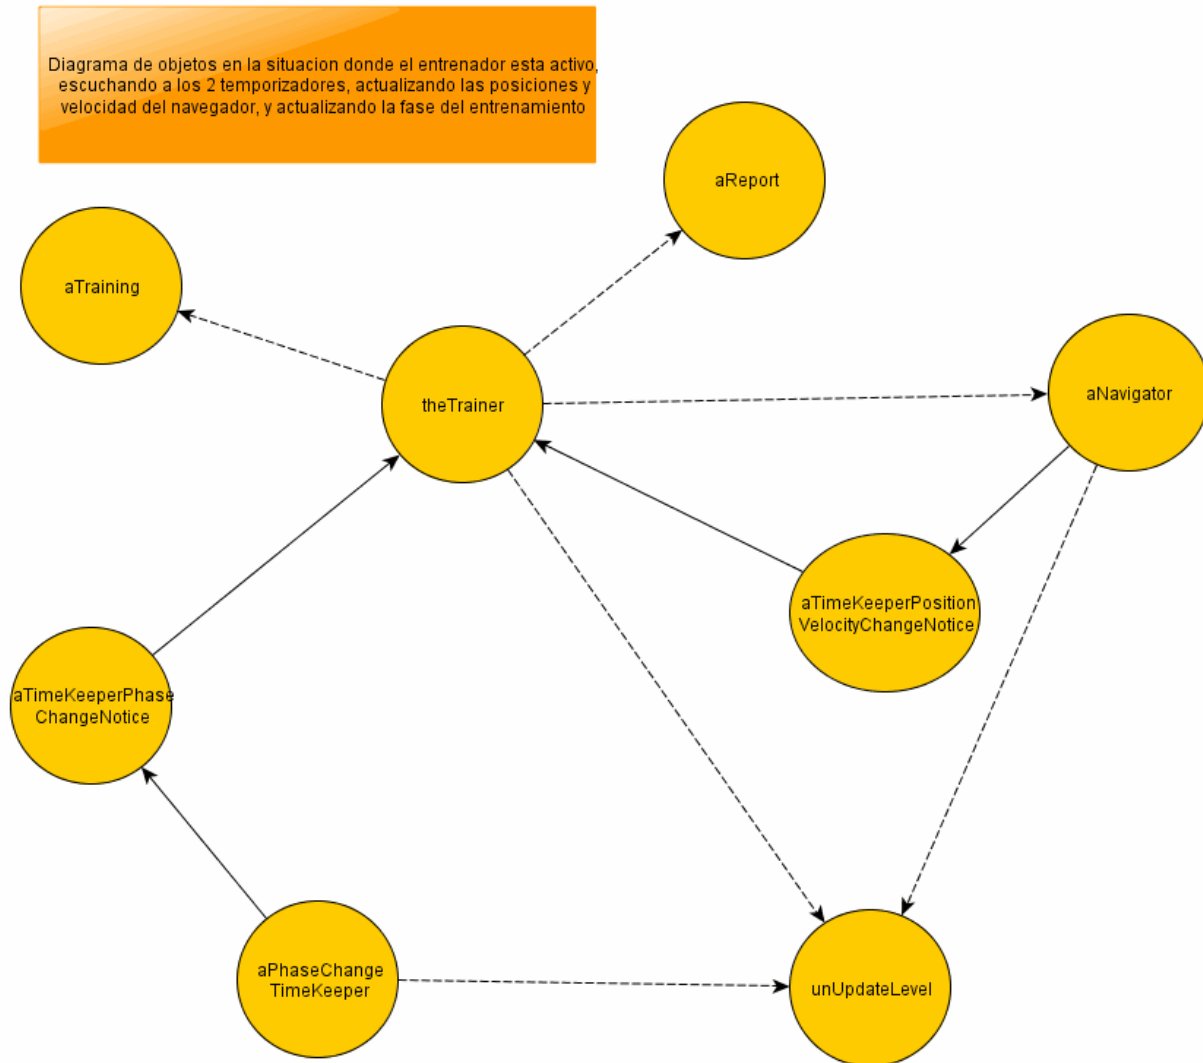 Diagrama de objetos en la situacion donde el entrenador esta activo,
escuchando a los 2 temporizadores, actualizando las posiciones y
velocidad del navegador, y actualizando la fase del entrenamiento
aReport
aTraining
theTrainer
aNavigator
aTimeKeeperPosition
VelocityChangeNotice
aTimeKeeperPhase
ChangeNotice
aPhaseChange
TimeKeeper
unUpdateLevel